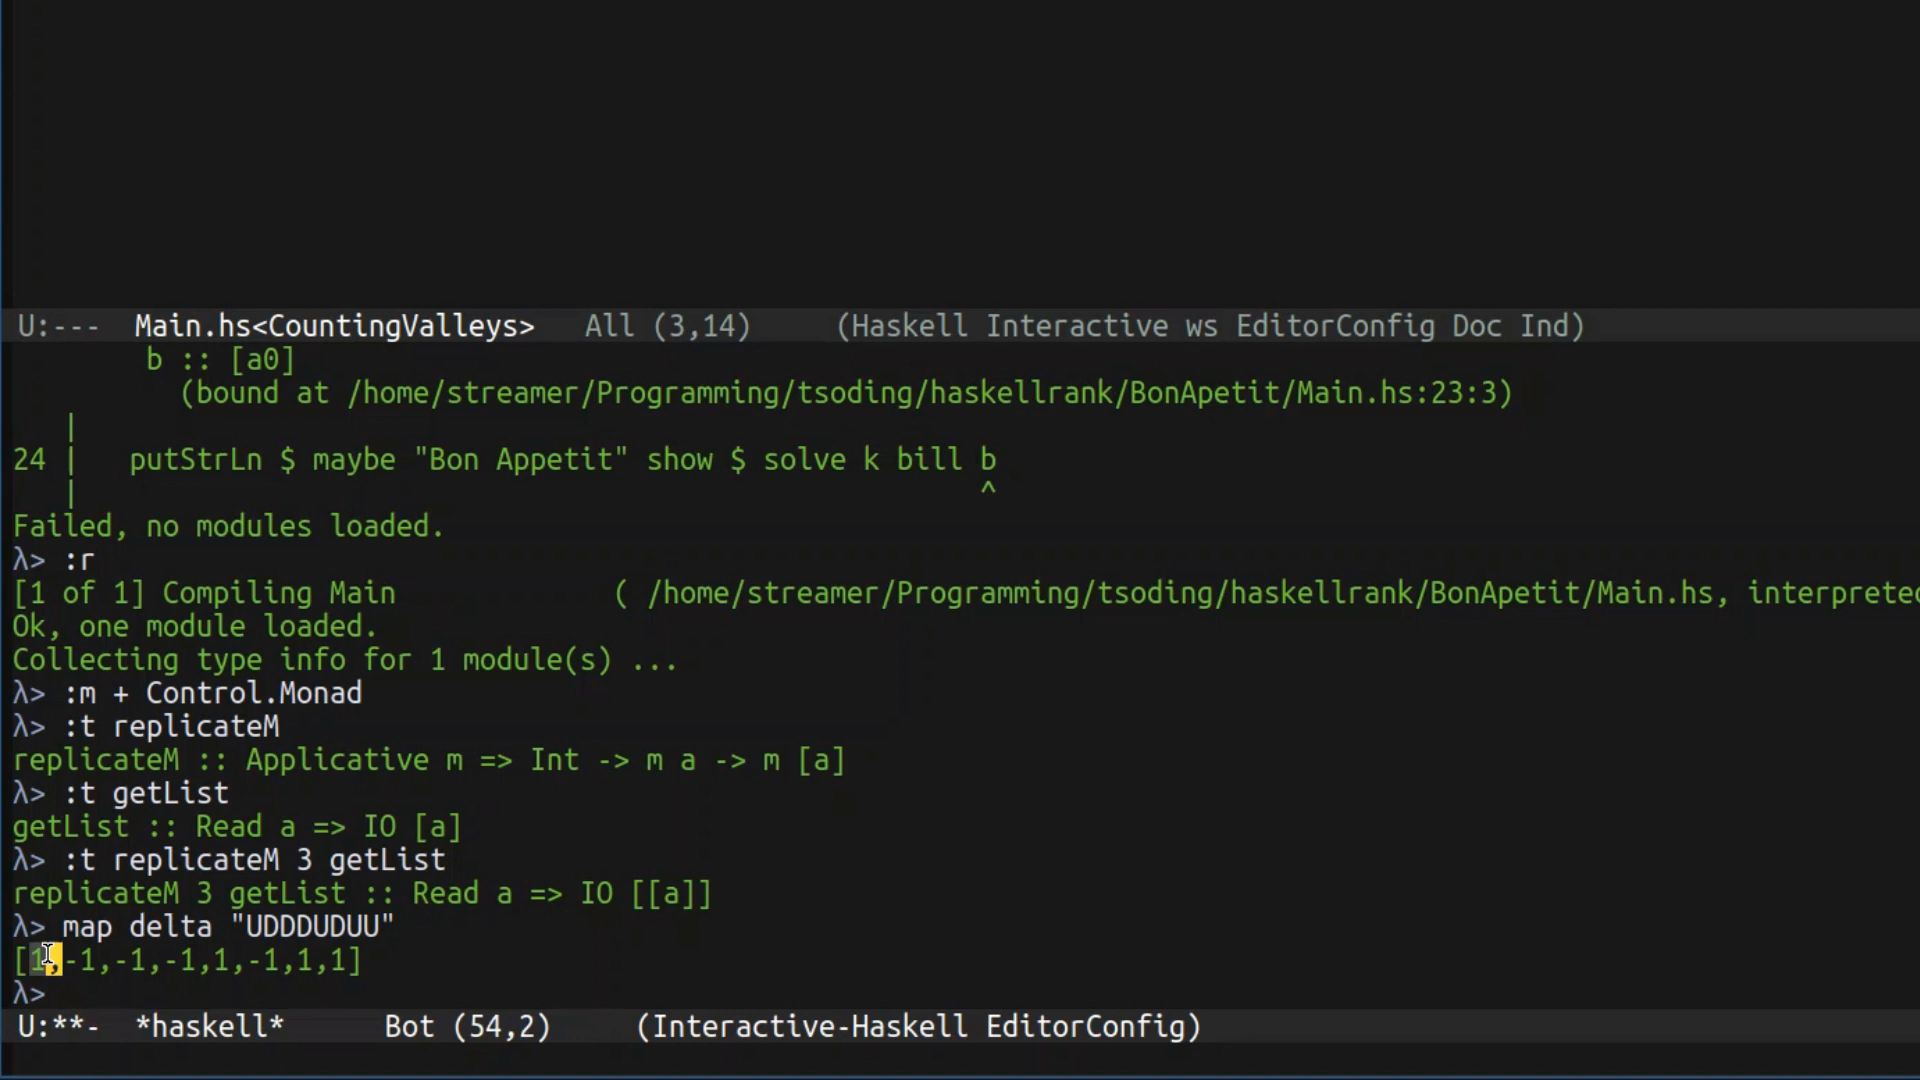 U:---  Main.hs<CountingValleys>   All (3,14)     (Haskell Interactive ws EditorConfig Doc Ind)
        b :: [a0]
          (bound at /home/streamer/Programming/tsoding/haskellrank/BonApetit/Main.hs:23:3)
   |
24 |   putStrLn $ maybe "Bon Appetit" show $ solve k bill b
   |                                                      ^
Failed, no modules loaded.
λ> :r
[1 of 1] Compiling Main             ( /home/streamer/Programming/tsoding/haskellrank/BonApetit/Main.hs, interprete
Ok, one module loaded.
Collecting type info for 1 module(s) ...
λ> :m + Control.Monad
λ> :t replicateM
replicateM :: Applicative m => Int -> m a -> m [a]
λ> :t getList
getList :: Read a => IO [a]
λ> :t replicateM 3 getList
replicateM 3 getList :: Read a => IO [[a]]
λ> map delta "UDDDUDUU"
[1,-1,-1,-1,1,-1,1,1]
λ>
U:**-  *haskell*      Bot (54,2)     (Interactive-Haskell EditorConfig)